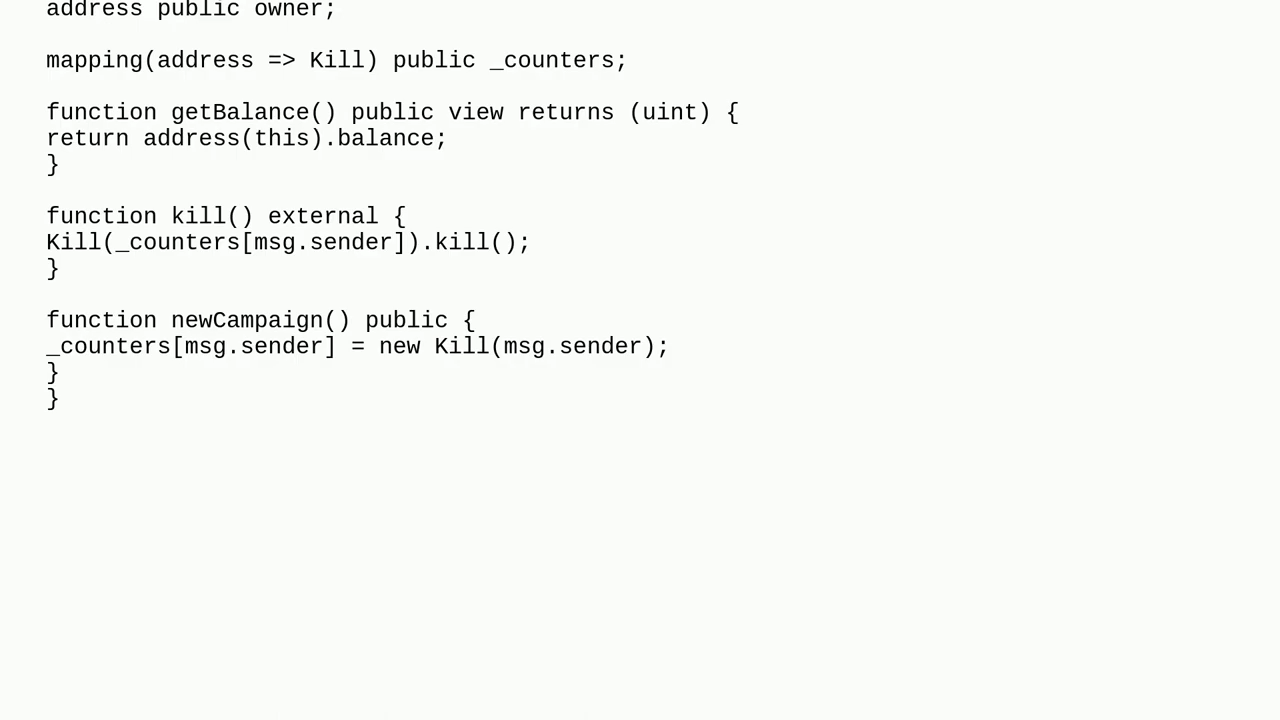 address public owner;
mapping(address => Kill) public _counters;
function getBalance() public view returns (uint) {
return address(this).balance;
}
function kill() external {
Kill(_counters[msg.sender]).kill();
}
function newCampaign() public {
_counters[msg.sender] = new Kill(msg.sender);
}
}